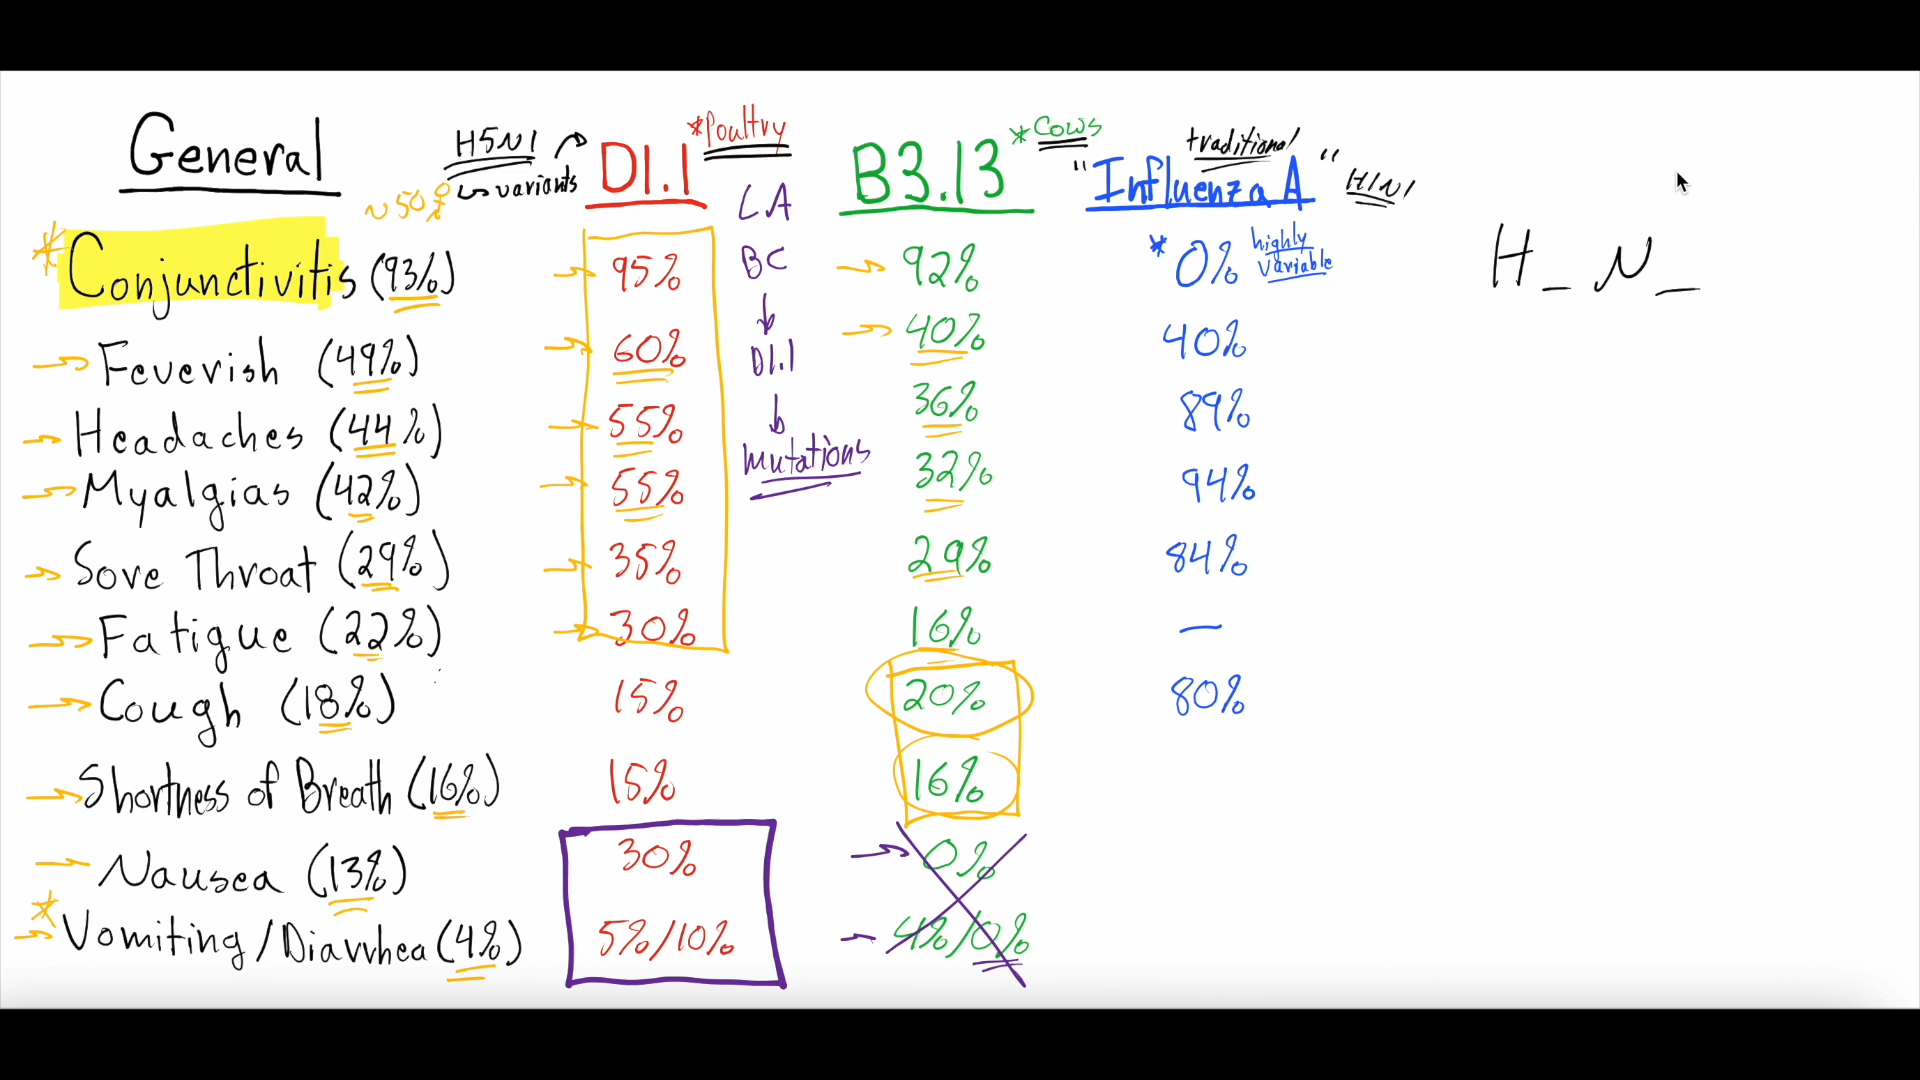 General
H5N1
variants
~50%
D1.1
*Poultry
B3.13
*Cows
traditional
"Influenza A"
H1N1
LA
BC
D1.1
mutations
H_N_
*Conjunctivitis (93%) 95% 92% *0% highly variable
Feverish (49%) 60% 40% 40%
Headaches (44%) 55% 36% 89%
Myalgias (42%) 55% 32% 94%
Sore Throat (29%) 35% 29% 84%
Fatigue (22%) 30% 16% —
Cough (18%) 15% 20% 80%
Shortness of Breath (16%) 15% 16%
Nausea (13%) 30% 0%
*Vomiting/Diarrhea (4%) 5%/10% 4%/0%